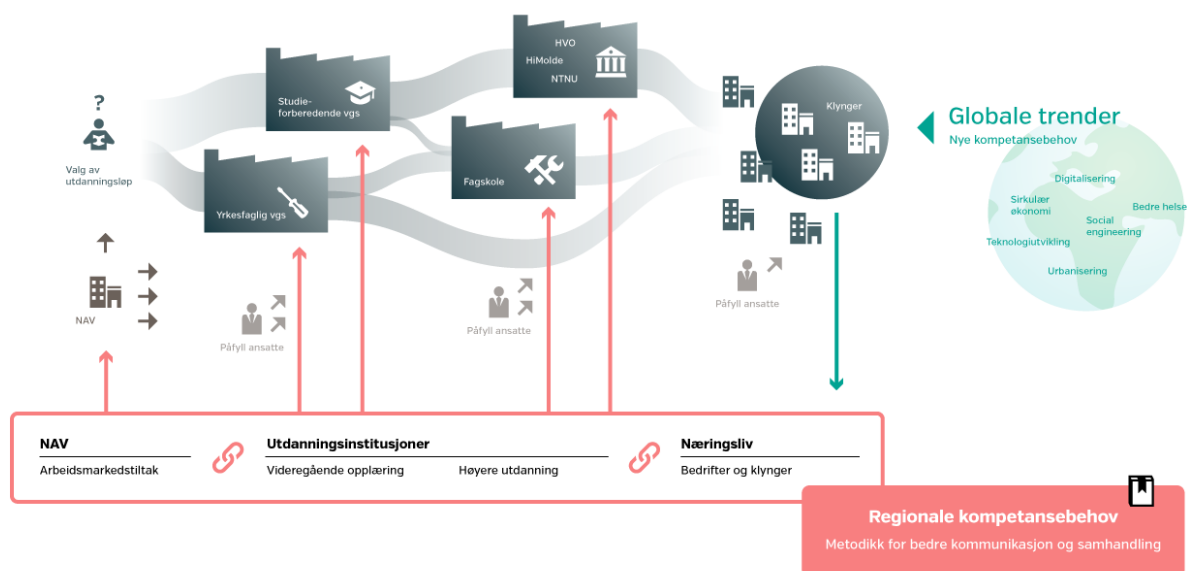 ?
Valg av
utdanningsløp
NAV
Studie-
forberedende vgs
Yrkesfaglig vgs
HVO
HiMolde
NTNU
Fagskole
Klynger
Påfyll ansatte
Påfyll ansatte
Påfyll ansatte
Globale trender
Nye kompetansebehov
Digitalisering
Sirkulær
økonomi
Bedre helse
Social
engineering
Teknologiutvikling
Urbanisering
NAV
Arbeidsmarkedstiltak
Utdanningsinstitusjoner
Videregående opplæring
Høyere utdanning
Næringsliv
Bedrifter og klynger
Regionale kompetansebehov
Metodikk for bedre kommunikasjon og samhandling